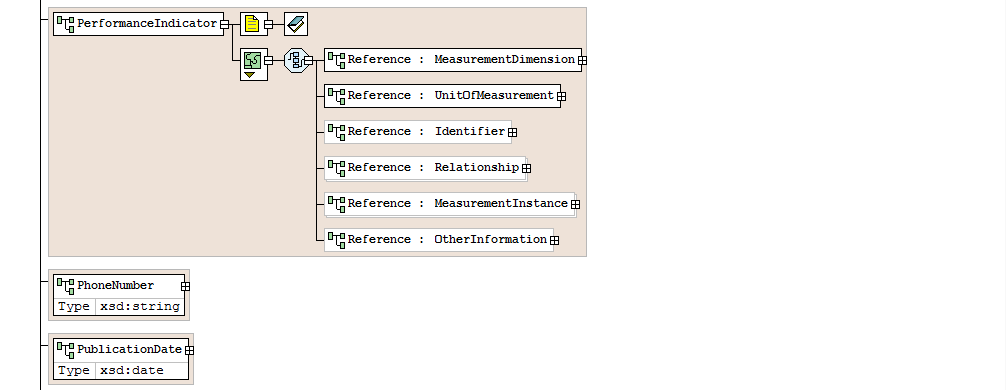 PerformanceIndicator
Reference : MeasurementDimension
Reference : UnitOfMeasurement
Reference : Identifier
Reference : Relationship
Reference : MeasurementInstance
Reference : OtherInformation
PhoneNumber
Type xsd:string
PublicationDate
Type xsd:date